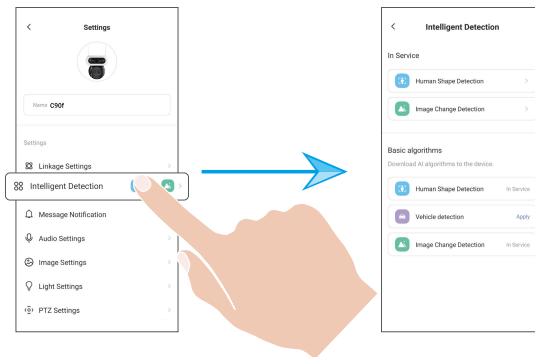 Settings
Name C90f
Settings
Linkage Settings
Intelligent Detection
Message Notification
Audio Settings
Image Settings
Light Settings
PTZ Settings
Intelligent Detection
In Service
Human Shape Detection
Image Change Detection
Basic algorithms
Download AI algorithms to the device.
Human Shape Detection In Service
Vehicle detection Apply
Image Change Detection In Service